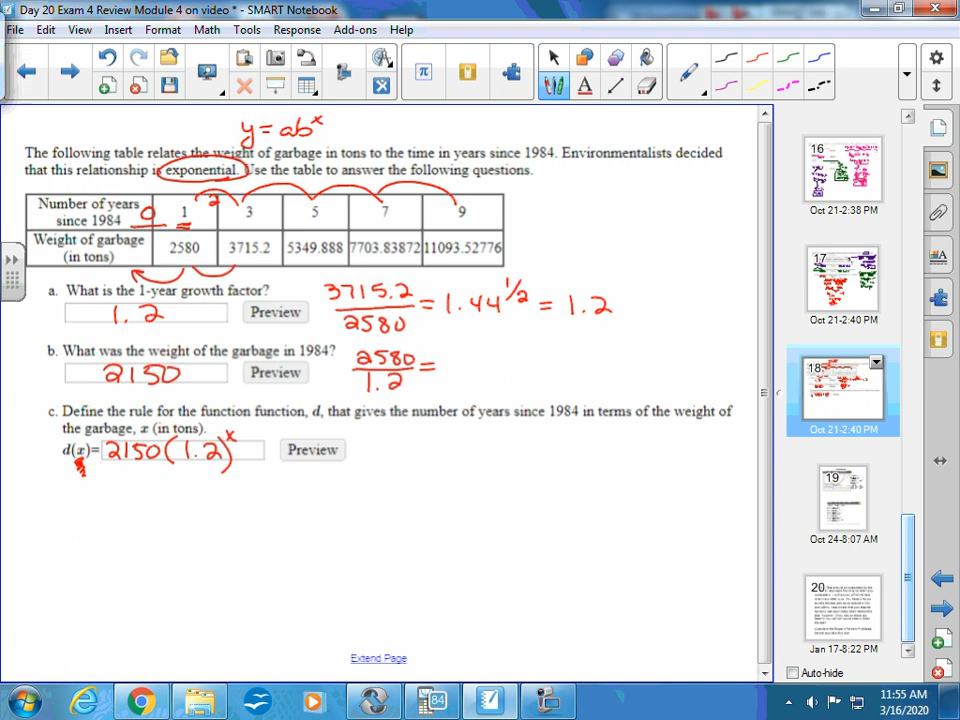 Day 20 Exam 4 Review Module 4 on video * - SMART Notebook
File Edit View Insert Format Math Tools Response Add-ons Help
y = ab^x
The following table relates the weight of garbage in tons to the time in years since 1984. Environmentalists decided
that this relationship is exponential. Use the table to answer the following questions.
2
Number of years since 1984 0 1 3 5 7 9
Weight of garbage (in tons) 2580 3715.2 5349.888 7703.83872 11093.52776
a. What is the 1-year growth factor?
1.2 Preview 3715.2/2580 = 1.44^1/2 = 1.2
b. What was the weight of the garbage in 1984?
2150 Preview 2580/1.2 =
c. Define the rule for the function function, d, that gives the number of years since 1984 in terms of the weight of
the garbage, x (in tons).
d(x)= 2150(1.2)^x Preview
Extend Page
16
Oct 21-2:38 PM
17
Oct 21-2:40 PM
18
Oct 21-2:40 PM
19
Oct 24-8:07 AM
20
Jan 17-8:22 PM
Auto-hide
84
11:55 AM
3/16/2020